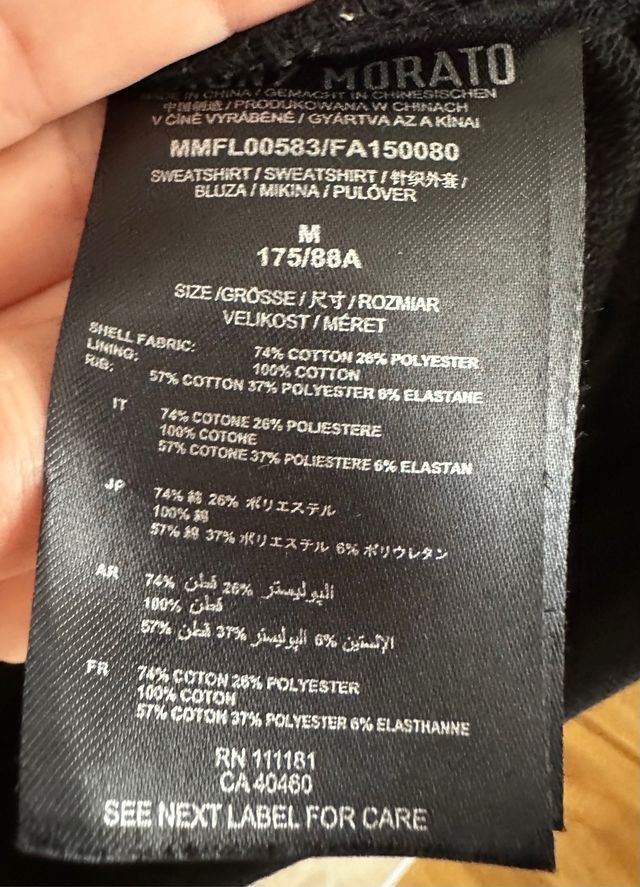 MORATO
MADE IN CHINA / GEMACHT IN CHINESISCHEN
中国制造 / PRODUKOWANA W CHINACH
V ČÍNĚ VYRÁBĚNÉ / GYÁRTVA AZ A KÍNAI
MMFL00583/FA150080
SWEATSHIRT / SWEATSHIRT / 针织外套 /
BLUZA / MIKINA / PULÓVER
M
175/88A
SIZE /GRÖSSE / 尺寸 / ROZMIAR
VELIKOST / MÉRET
SHELL FABRIC: 74% COTTON 26% POLYESTER
LINING: 100% COTTON
RIB: 57% COTTON 37% POLYESTER 6% ELASTANE
IT 74% COTONE 26% POLIESTERE
100% COTONE
57% COTONE 37% POLIESTERE 6% ELASTAN
JP 74% 綿 26% ポリエステル
100% 綿
57% 綿 37% ポリエステル 6% ポリウレタン
AR 74% قطن 26% البوليستر
100% قطن
57% قطن 37% البوليستر 6% الإلستين
FR 74% COTON 26% POLYESTER
100% COTON
57% COTON 37% POLYESTER 6% ELASTHANNE
RN 111181
CA 40460
SEE NEXT LABEL FOR CARE